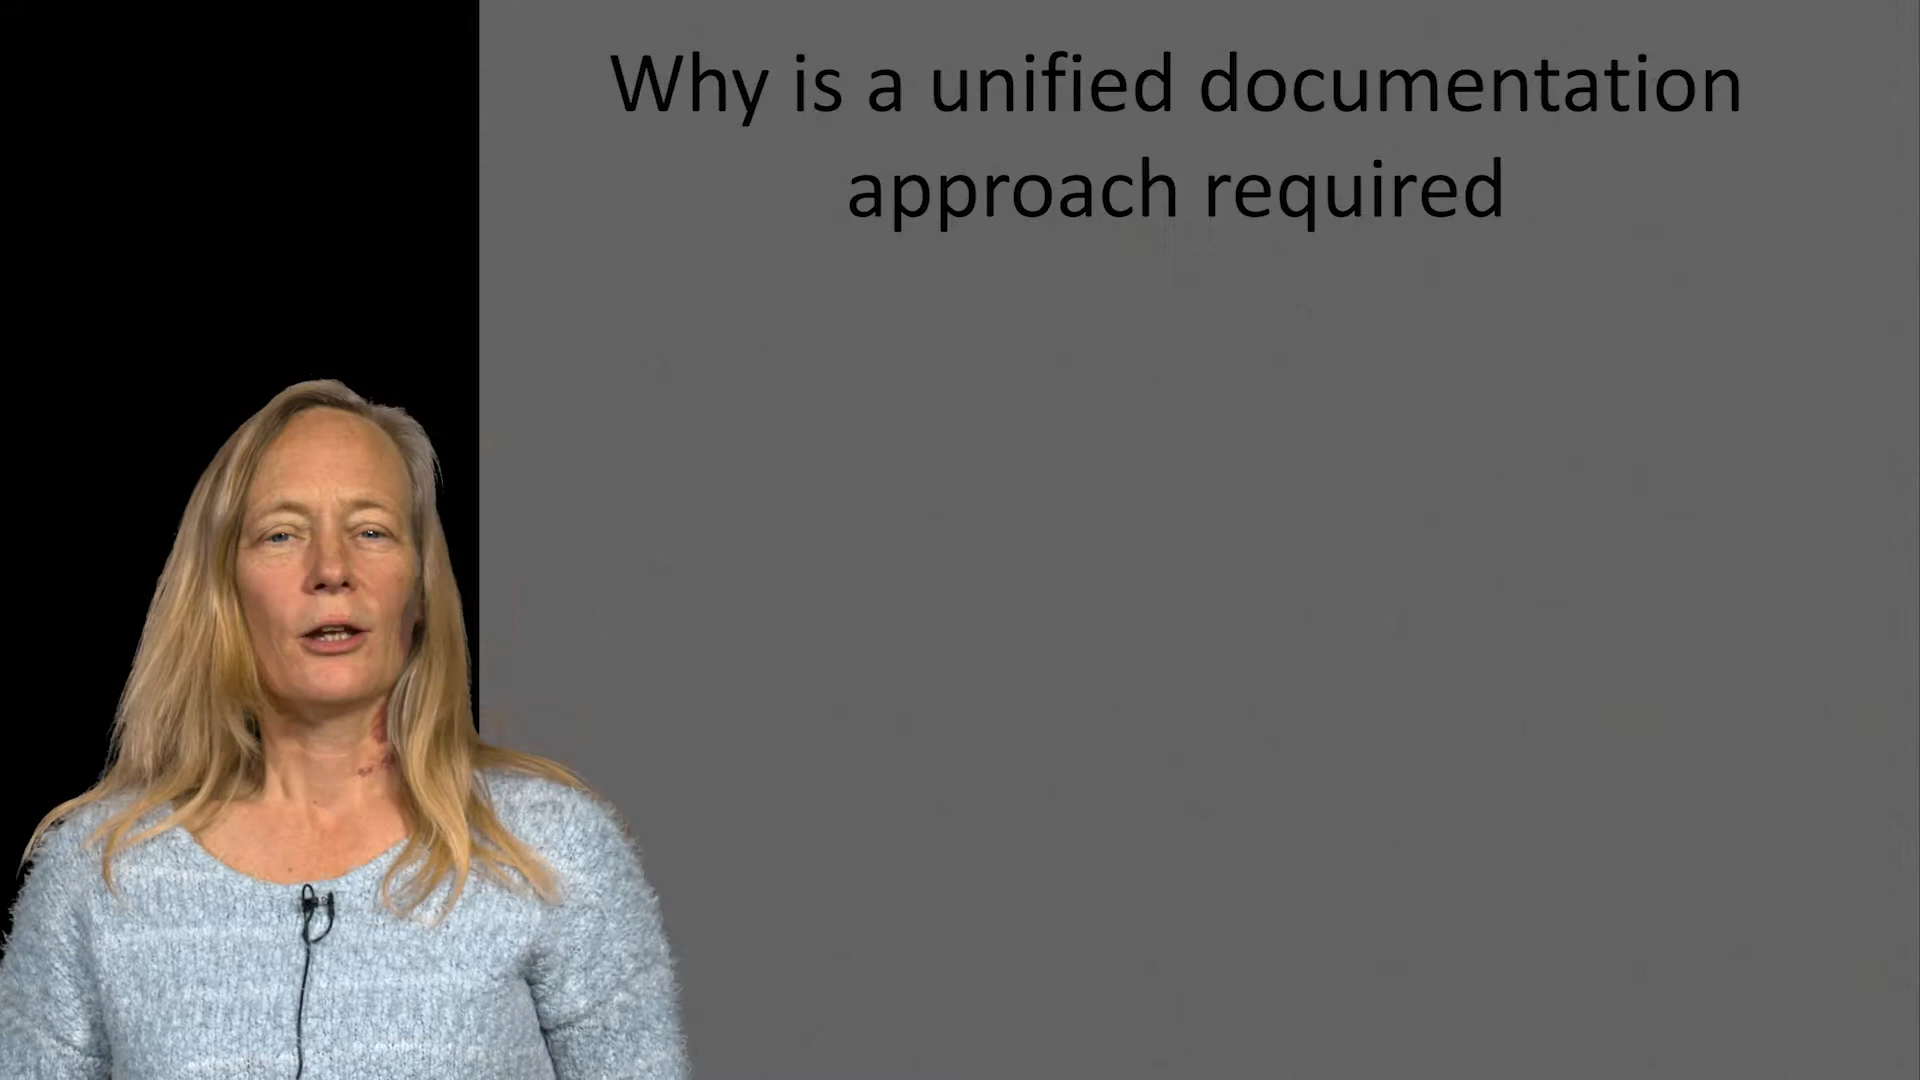 Why is a unified documentation
approach required